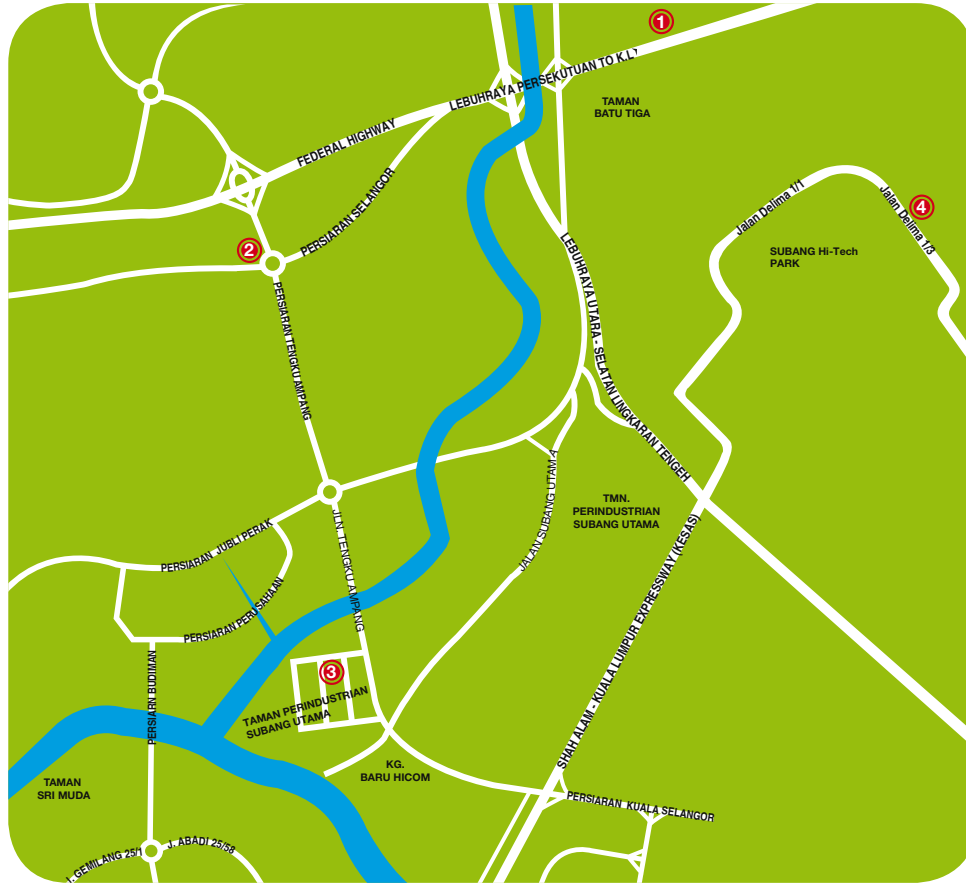 1
LEBUHRAYA PERSEKUTUAN TO K.L
TAMAN
BATU TIGA
FEDERAL HIGHWAY
PERSIARAN SELANGOR
Jalan Delima 1/1
Jalan Delima 1/3
4
2
SUBANG Hi-Tech
PARK
LEBUHRAYA UTARA - SELATAN LINGKARAN TENGEH
PERSIARAN TENGKU AMPANG
JALAN SUBANG UTAMA
TMN.
PERINDUSTRIAN
SUBANG UTAMA
PERSIARAN JUBLI PERAK
JLN. TENGKU AMPANG
PERSIARAN PERUSAHAAN
SHAH ALAM - KUALA LUMPUR EXPRESSWAY (KESAS)
PERSIARN BUDIMAN
3
TAMAN PERINDUSTRIAN
SUBANG UTAMA
KG.
BARU HICOM
TAMAN
SRI MUDA
PERSIARAN KUALA SELANGOR
GEMILANG 25/1
J. ABADI 25/58